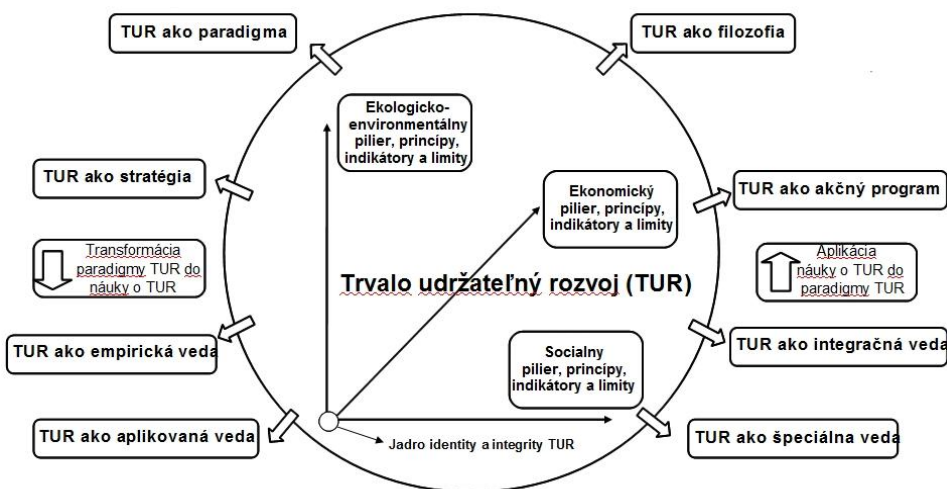 TUR ako paradigma
TUR ako filozofia
Ekologicko-
environmentálny
pilier, princípy,
indikátory a limity
TUR ako stratégia
Ekonomický
pilier, princípy,
indikátory a limity
TUR ako akčný program
Transformácia
paradigmy TUR do
náuky o TUR
Aplikácia
náuky o TUR do
paradigmy TUR
Trvalo udržateľný rozvoj (TUR)
TUR ako empirická veda
Socialny
pilier, princípy,
indikátory a limity
TUR ako integračná veda
TUR ako aplikovaná veda
Jadro identity a integrity TUR
TUR ako špeciálna veda